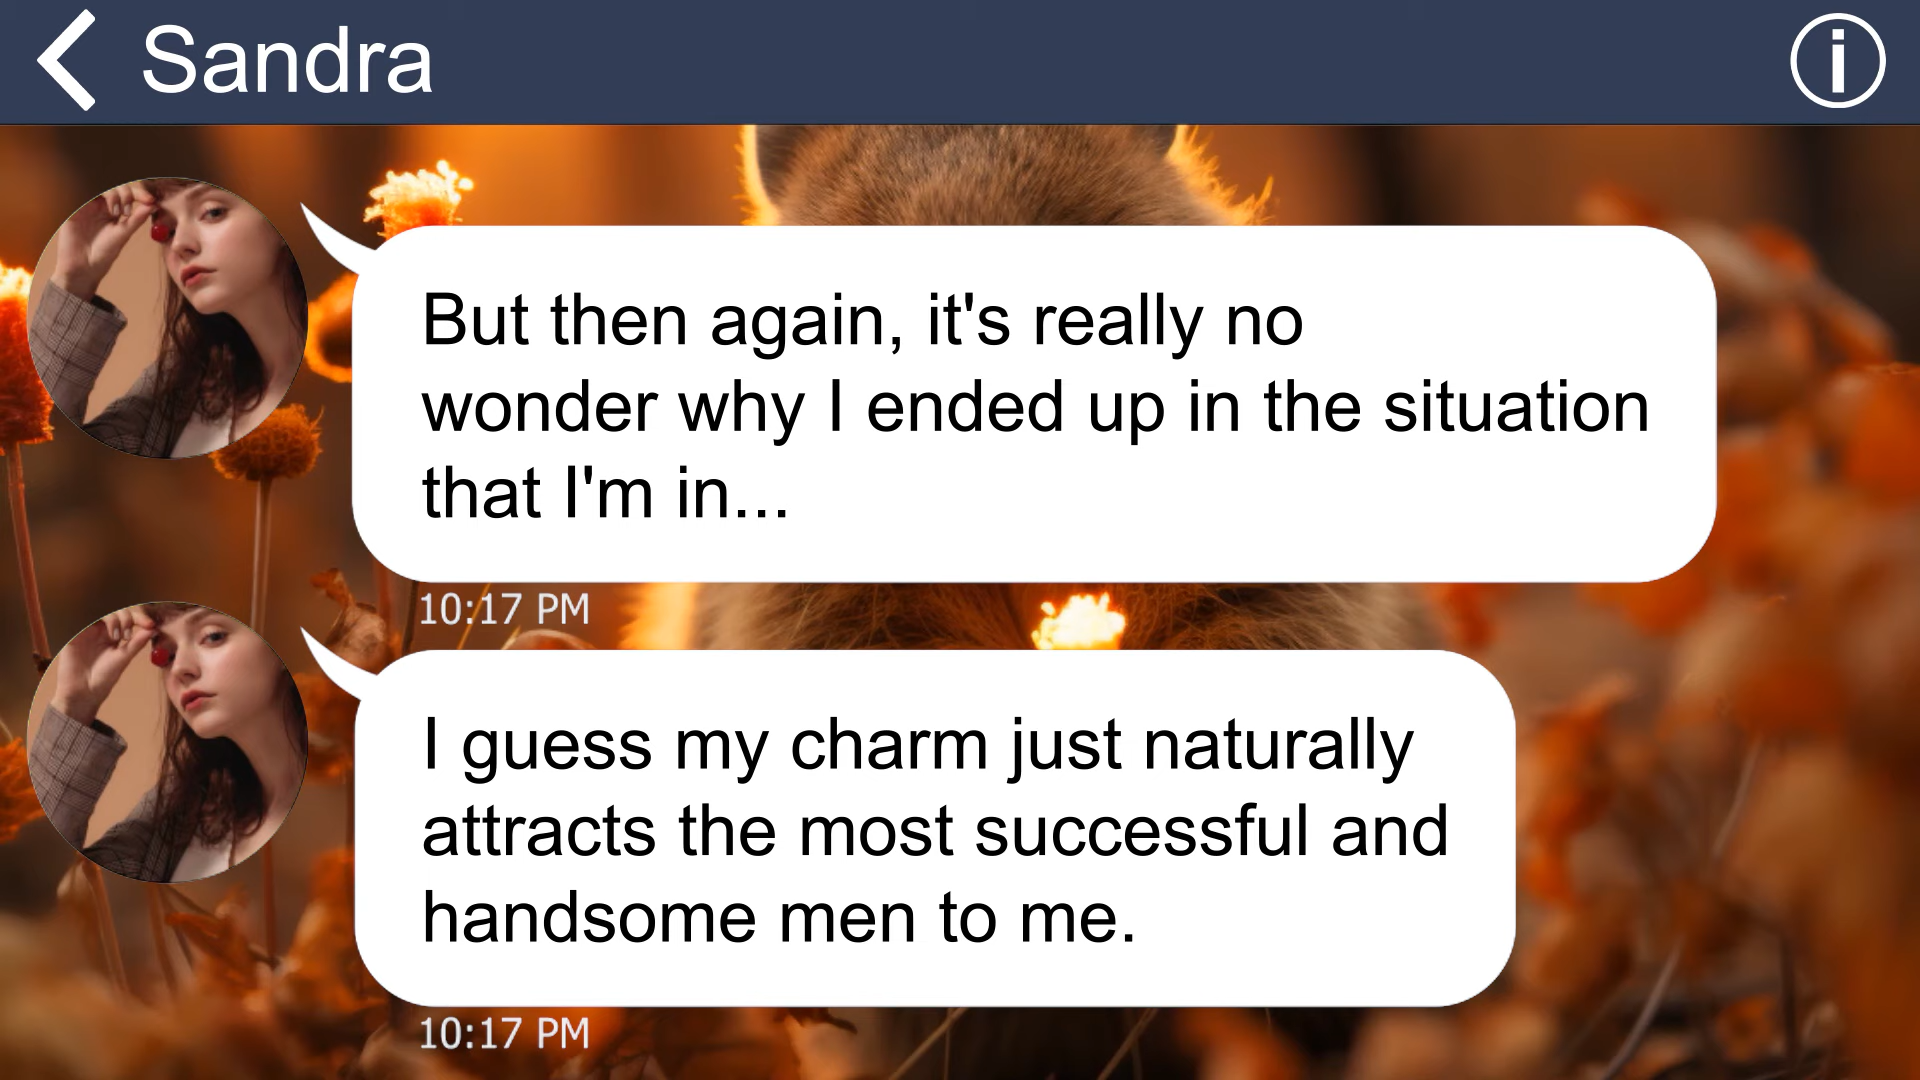 Sandra
But then again, it's really no
wonder why I ended up in the situation
that I'm in...
10:17 PM
I guess my charm just naturally
attracts the most successful and
handsome men to me.
10:17 PM